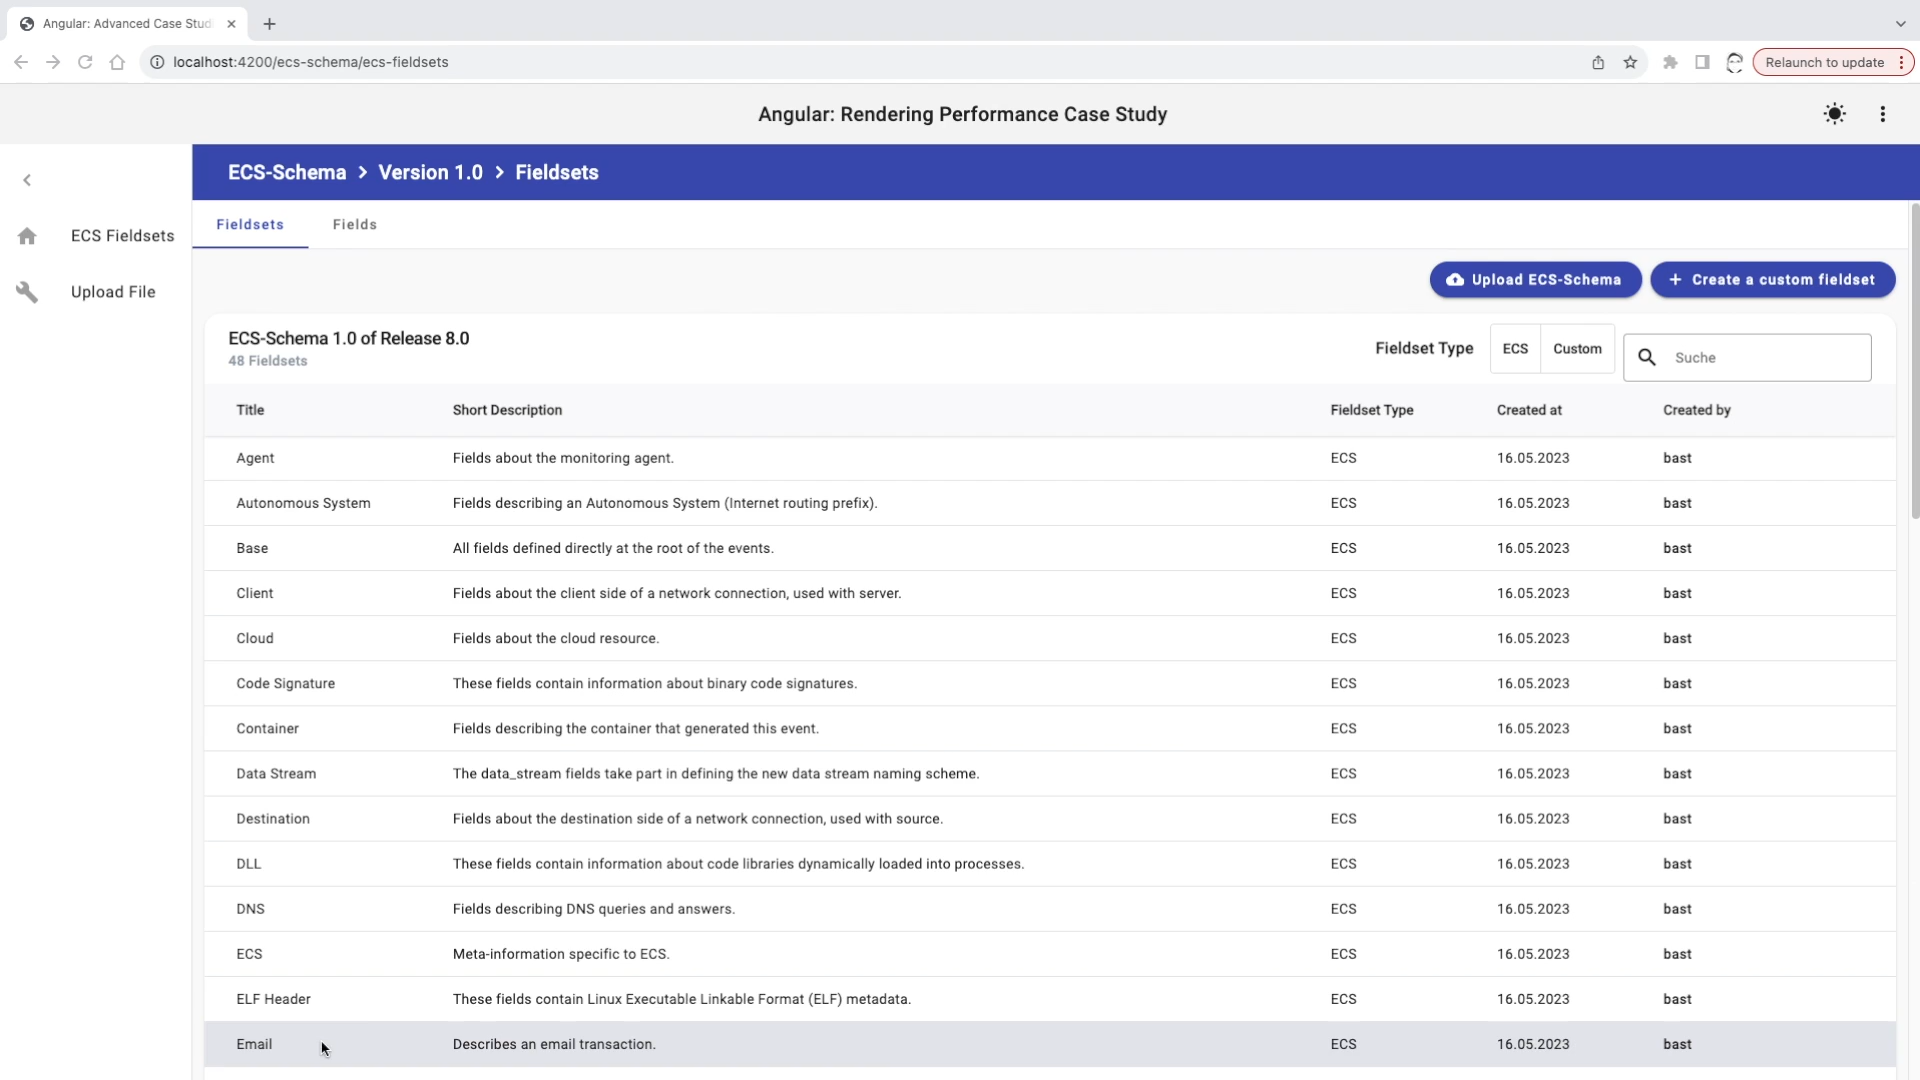 Angular: Advanced Case Stud
localhost:4200/ecs-schema/ecs-fieldsets
Relaunch to update
Angular: Rendering Performance Case Study
ECS-Schema > Version 1.0 > Fieldsets
ECS Fieldsets
Upload File
Fieldsets Fields
Upload ECS-Schema + Create a custom fieldset
ECS-Schema 1.0 of Release 8.0
48 Fieldsets
Fieldset Type ECS Custom Suche
Title Short Description Fieldset Type Created at Created by
Agent Fields about the monitoring agent. ECS 16.05.2023 bast
Autonomous System Fields describing an Autonomous System (Internet routing prefix). ECS 16.05.2023 bast
Base All fields defined directly at the root of the events. ECS 16.05.2023 bast
Client Fields about the client side of a network connection, used with server. ECS 16.05.2023 bast
Cloud Fields about the cloud resource. ECS 16.05.2023 bast
Code Signature These fields contain information about binary code signatures. ECS 16.05.2023 bast
Container Fields describing the container that generated this event. ECS 16.05.2023 bast
Data Stream The data_stream fields take part in defining the new data stream naming scheme. ECS 16.05.2023 bast
Destination Fields about the destination side of a network connection, used with source. ECS 16.05.2023 bast
DLL These fields contain information about code libraries dynamically loaded into processes. ECS 16.05.2023 bast
DNS Fields describing DNS queries and answers. ECS 16.05.2023 bast
ECS Meta-information specific to ECS. ECS 16.05.2023 bast
ELF Header These fields contain Linux Executable Linkable Format (ELF) metadata. ECS 16.05.2023 bast
Email Describes an email transaction. ECS 16.05.2023 bast